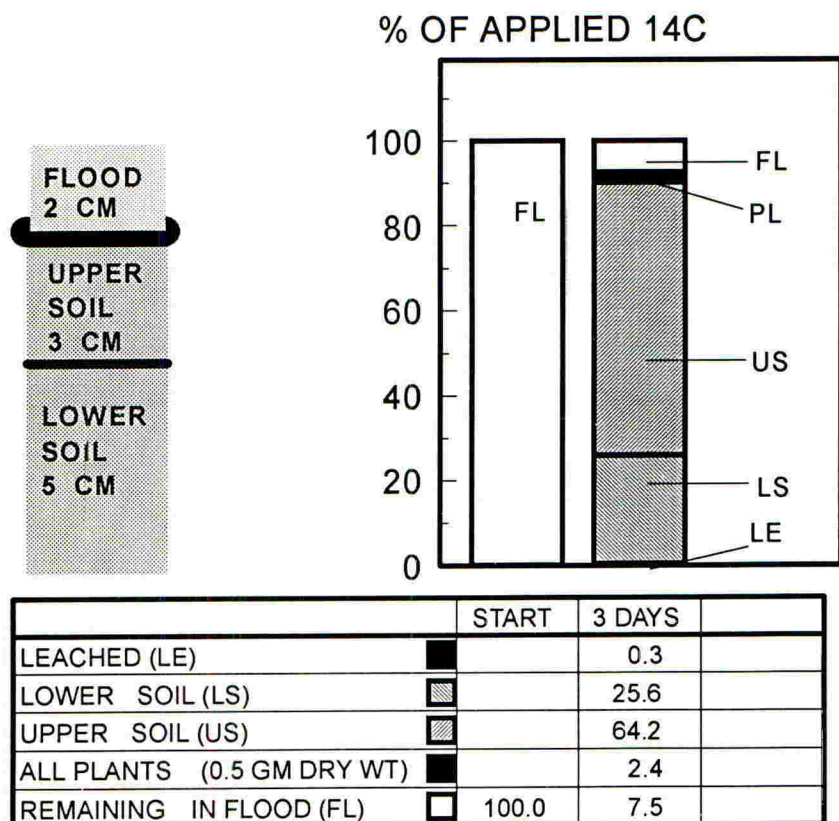 % OF APPLIED 14C
FLOOD
2 CM
UPPER
SOIL
3 CM
LOWER
SOIL
5 CM
100
80
60
40
20
0
FL
FL
PL
US
LS
LE
START 3 DAYS
LEACHED (LE) 0.3
LOWER SOIL (LS) 25.6
UPPER SOIL (US) 64.2
ALL PLANTS (0.5 GM DRY WT) 2.4
REMAINING IN FLOOD (FL) 100.0 7.5